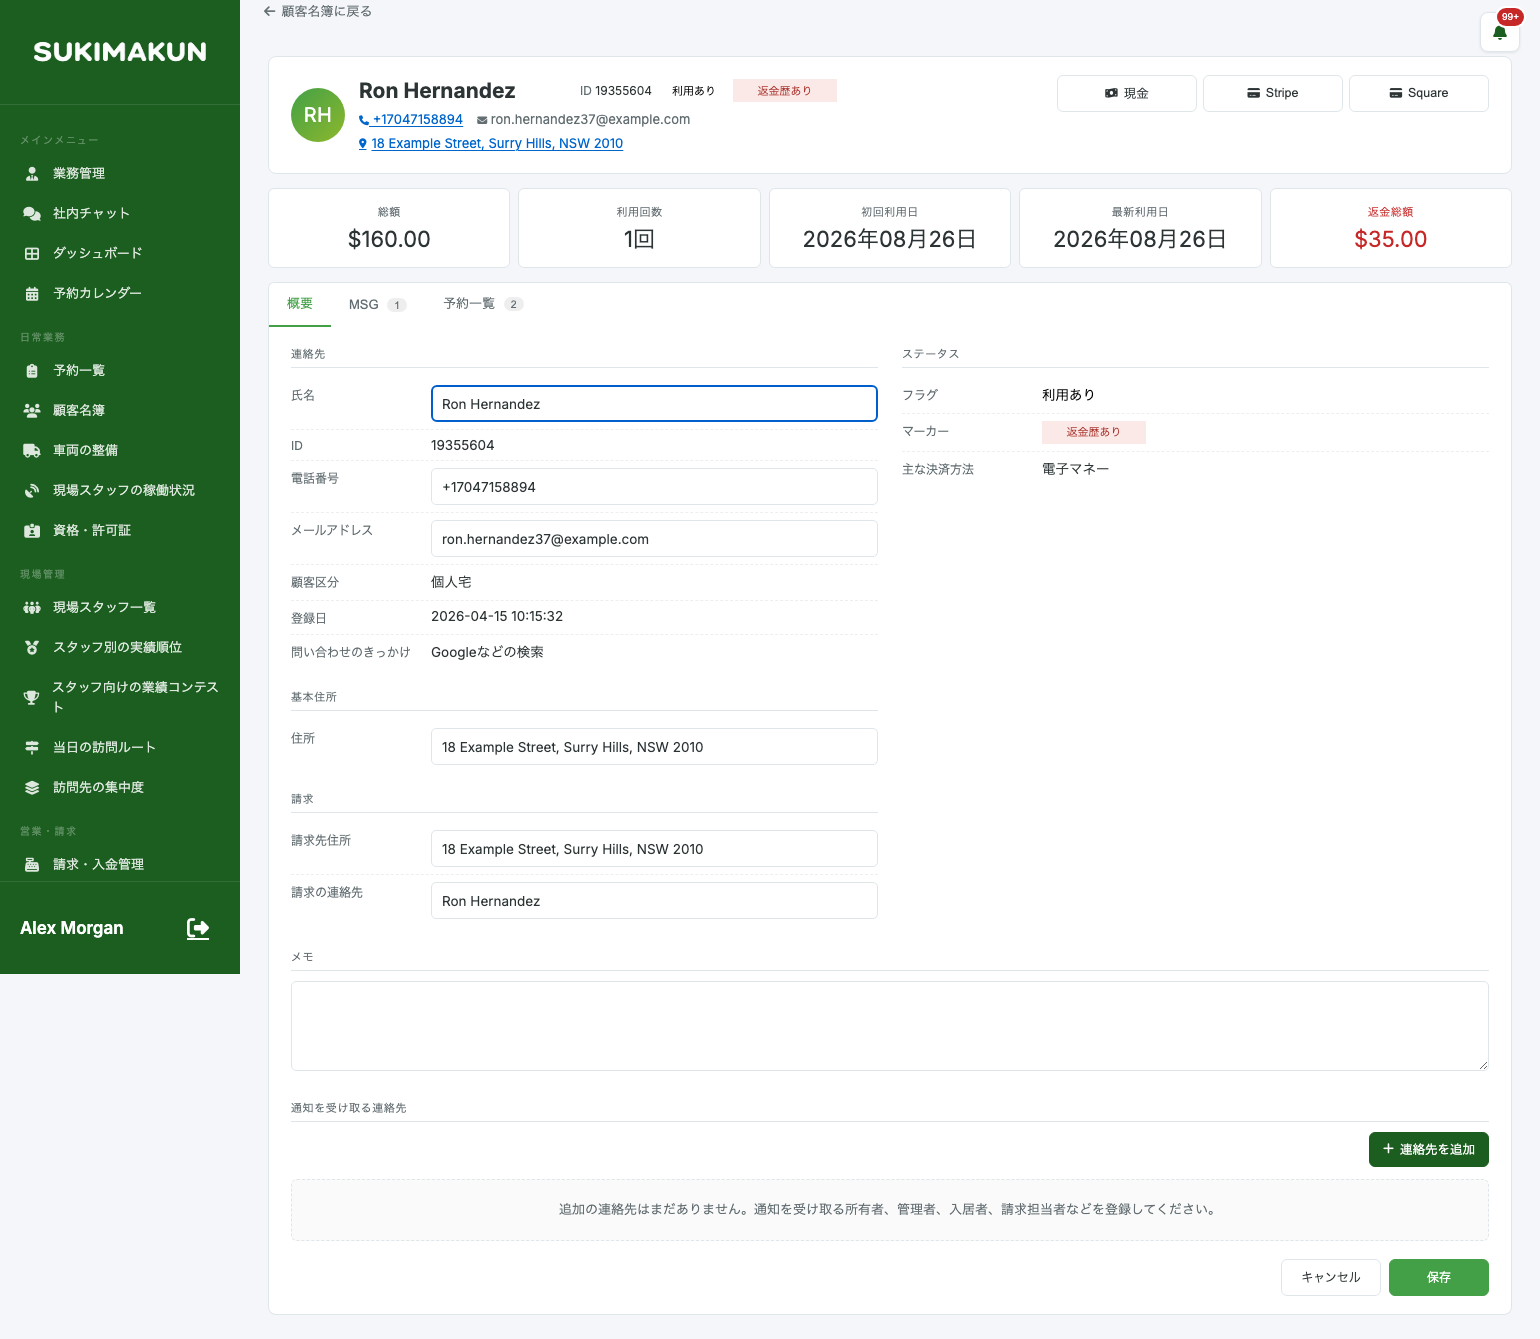 SUKIMAKUN
メインメニュー
業務管理
社内チャット
ダッシュボード
予約カレンダー
日常業務
予約一覧
顧客名簿
車両の整備
現場スタッフの稼働状況
資格・許可証
現場管理
現場スタッフ一覧
スタッフ別の実績順位
スタッフ向けの業績コンテス
ト
当日の訪問ルート
訪問先の集中度
営業・請求
請求・入金管理
Alex Morgan
顧客名簿に戻る
99+
RH
Ron Hernandez
ID 19355604 利用あり 返金歴あり
+17047158894 ron.hernandez37@example.com
18 Example Street, Surry Hills, NSW 2010
現金
Stripe
Square
総額
$160.00
利用回数
1回
初回利用日
2026年08月26日
最新利用日
2026年08月26日
返金総額
$35.00
概要 MSG 1 予約一覧 2
連絡先
氏名 Ron Hernandez
ID 19355604
電話番号 +17047158894
メールアドレス ron.hernandez37@example.com
顧客区分 個人宅
登録日 2026-04-15 10:15:32
問い合わせのきっかけ Googleなどの検索
基本住所
住所 18 Example Street, Surry Hills, NSW 2010
請求
請求先住所 18 Example Street, Surry Hills, NSW 2010
請求の連絡先 Ron Hernandez
ステータス
フラグ 利用あり
マーカー 返金歴あり
主な決済方法 電子マネー
メモ
通知を受け取る連絡先
+ 連絡先を追加
追加の連絡先はまだありません。通知を受け取る所有者、管理者、入居者、請求担当者などを登録してください。
キャンセル
保存